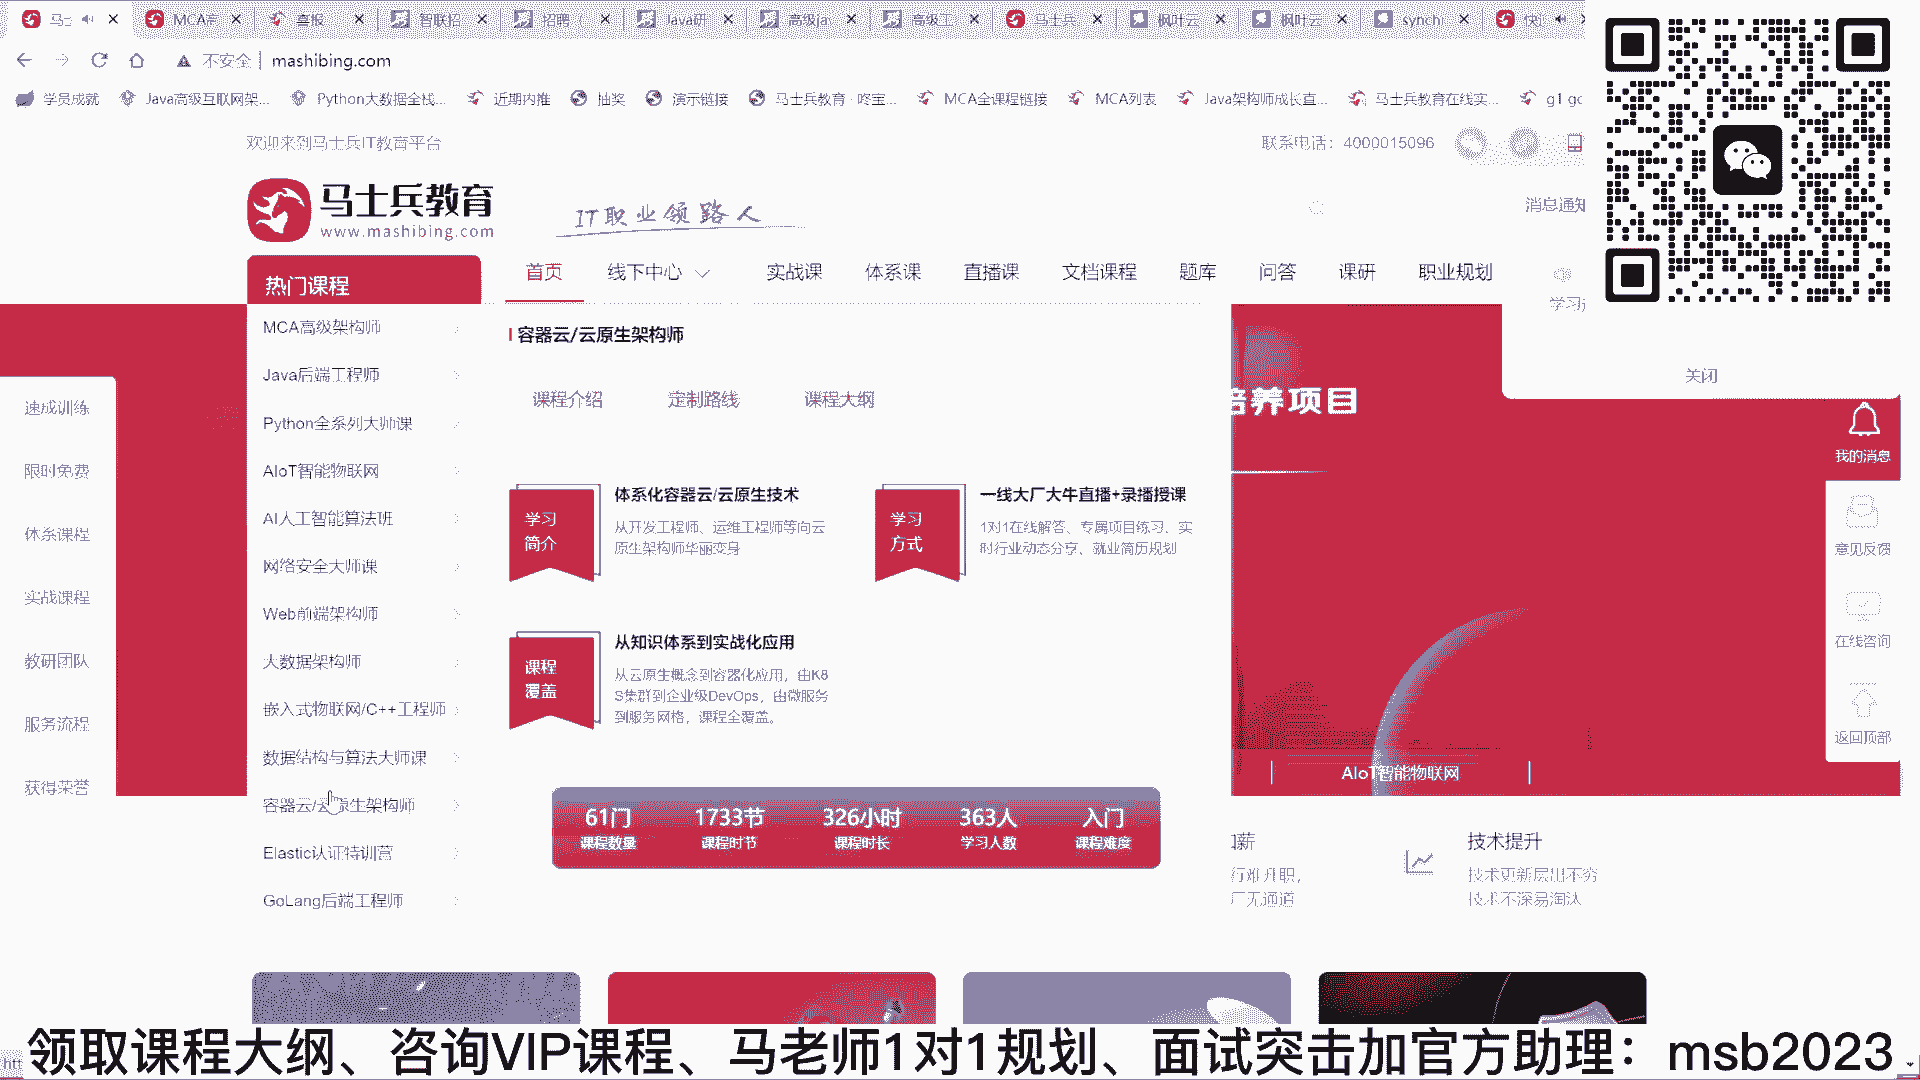 马士
MCA高
喜报
智联招
招聘（
Java研
高级ja
高级工
马士兵
枫叶云
枫叶云
synch
快
不安全
mashibing.com
学员成就
Java高级互联网架...
Python大数据全栈...
近期内推
抽奖
演示链接
马士兵教育 - 咚宝...
MCA全课程链接
MCA列表
Java架构师成长直...
马士兵教育在线实...
g1 gc
欢迎来到马士兵IT教育平台
联系电话：4000015096
马士兵教育
www.mashibing.com
IT职业领路人
消息通知
热门课程
首页
线下中心
实战课
体系课
直播课
文档课程
题库
问答
课研
职业规划
MCA高级架构师
Java后端工程师
Python全系列大师课
AIoT智能物联网
AI人工智能算法班
网络安全大师课
Web前端架构师
大数据架构师
嵌入式物联网/C++工程师
数据结构与算法大师课
容器云/云原生架构师
Elastic认证特训营
GoLang后端工程师
速成训练
限时免费
体系课程
实战课程
教研团队
服务流程
获得荣誉
容器云/云原生架构师
课程介绍
定制路线
课程大纲
学习
简介
体系化容器云/云原生技术
从开发工程师、运维工程师等向云
原生架构师华丽变身
学习
方式
一线大厂大牛直播+录播授课
1对1在线解答、专属项目练习、实
时行业动态分享、就业简历规划
课程
覆盖
从知识体系到实战化应用
从云原生概念到容器化应用，由K8
S集群到企业级DevOps，由微服务
到服务网格，课程全覆盖。
61门
课程数量
1733节
课程时节
326小时
课程时长
363人
学习人数
入门
课程难度
培养项目
AIoT智能物联网
关闭
我的消息
意见反馈
在线咨询
返回顶部
薪
行难升职，
厂无通道
技术提升
技术更新层出不穷
技术不深易淘汰
领取课程大纲、咨询VIP课程、马老师1对1规划、面试突击加官方助理：msb2023